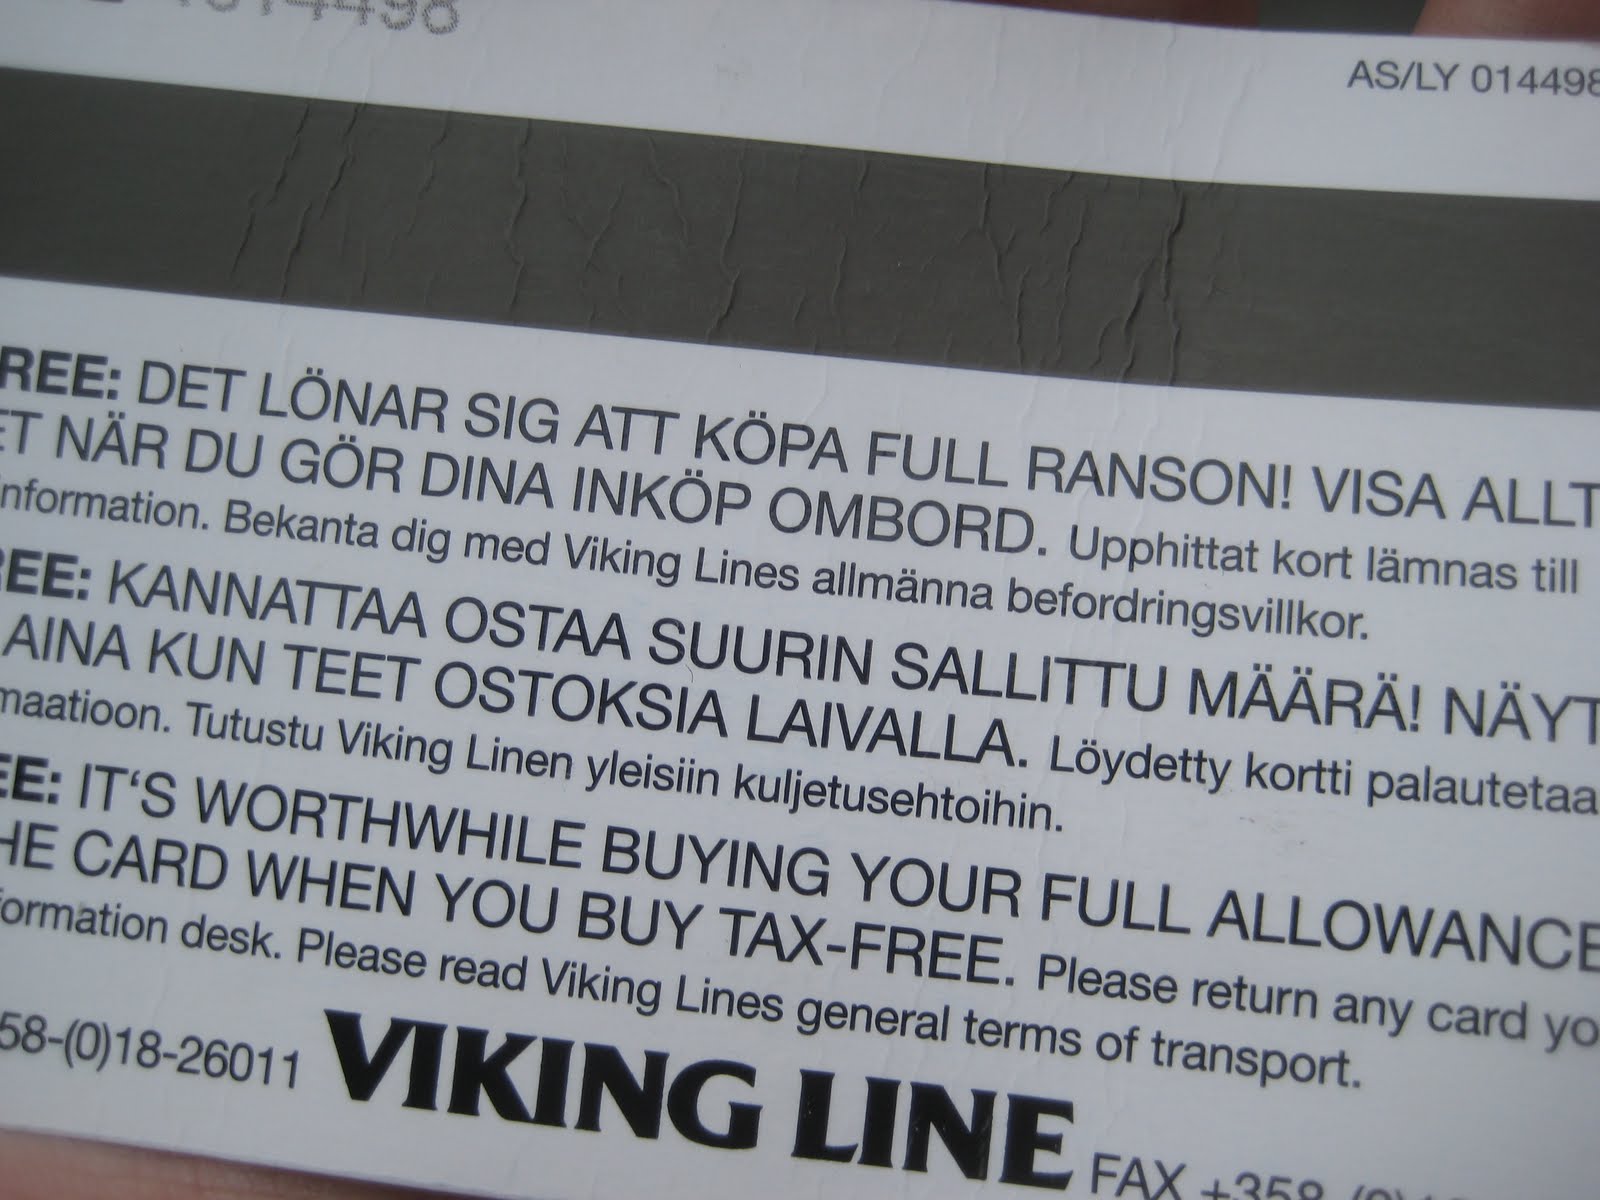 AS/LY 014498
REE: DET LÖNAR SIG ATT KÖPA FULL RANSON! VISA ALLT
ET NÄR DU GÖR DINA INKÖP OMBORD. Upphittat kort lämnas till
nformation. Bekanta dig med Viking Lines allmänna befordringsvillkor.
REE: KANNATTAA OSTAA SUURIN SALLITTU MÄÄRÄ! NÄYT
AINA KUN TEET OSTOKSIA LAIVALLA. Löydetty kortti palautetaa
maatioon. Tutustu Viking Linen yleisiin kuljetusehtoihin.
EE: IT‘S WORTHWHILE BUYING YOUR FULL ALLOWANCE
HE CARD WHEN YOU BUY TAX-FREE. Please return any card yo
formation desk. Please read Viking Lines general terms of transport.
58-(0)18-26011 VIKING LINE FAX +358